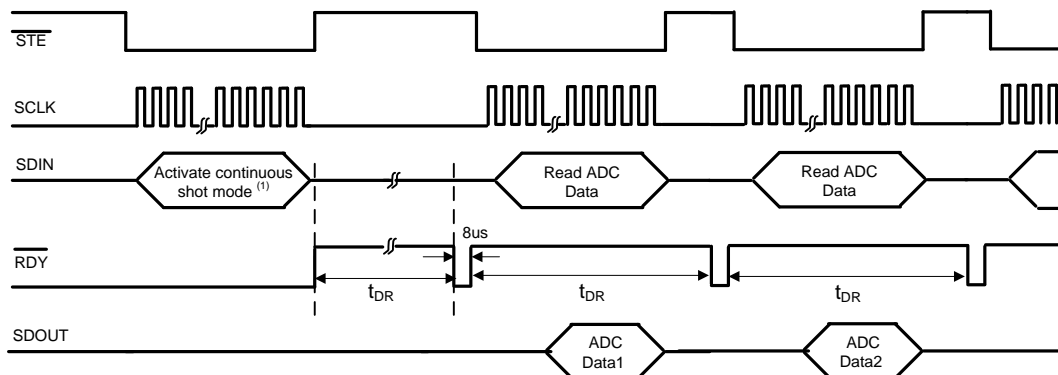 STE
SCLK
SDIN
Activate continuous
shot mode (1)
Read ADC
Data
Read ADC
Data
8us
RDY
tDR
tDR
tDR
SDOUT
ADC
Data1
ADC
Data2